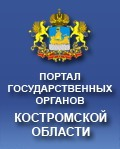 ПОРТАЛ
ГОСУДАРСТВЕННЫХ
ОРГАНОВ
КОСТРОМСКОЙ
ОБЛАСТИ